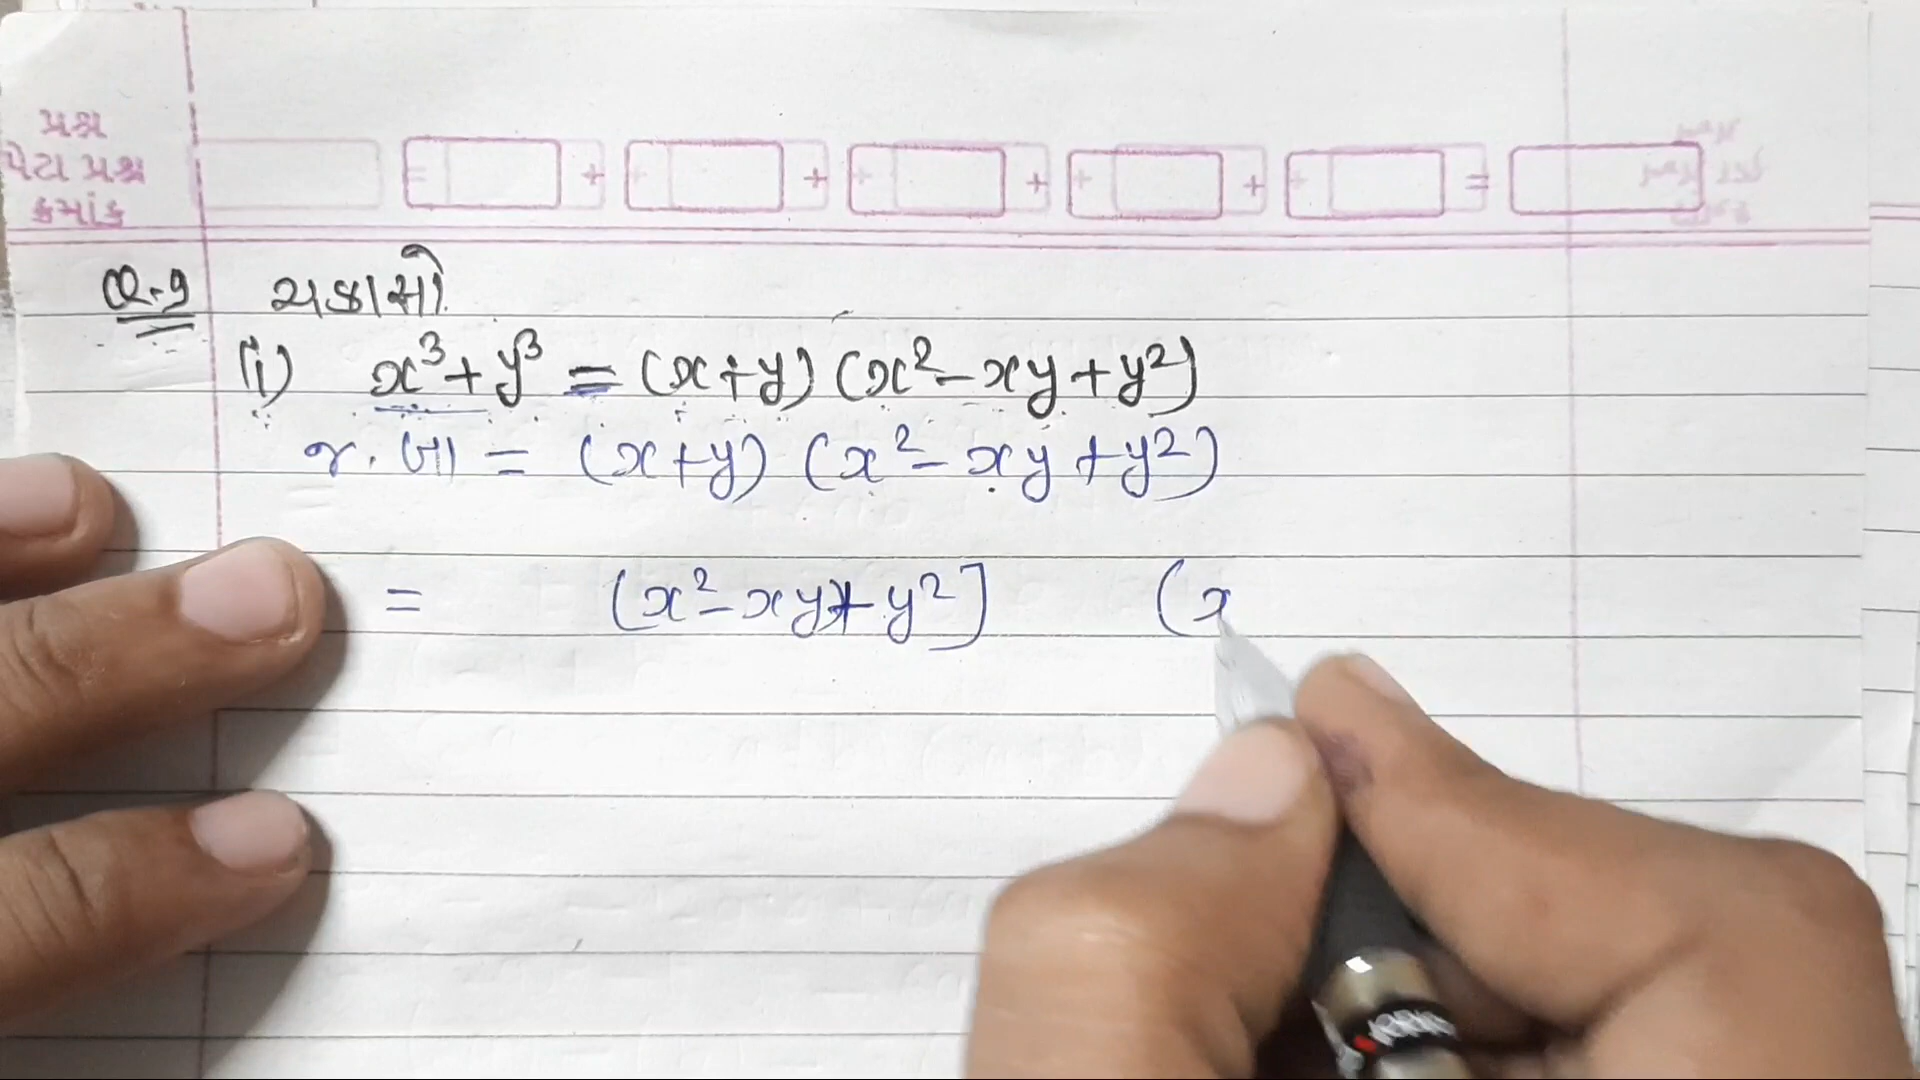 પ્રશ્ન
પેટા પ્રશ્ન
ક્રમાંક
= + + + + =
Q.9 ચકાસો.
(i) x³ + y³ = (x+y) (x² - xy + y²)
જ. બા = (x+y) (x² - xy + y²)
= (x² - xy + y²) (x